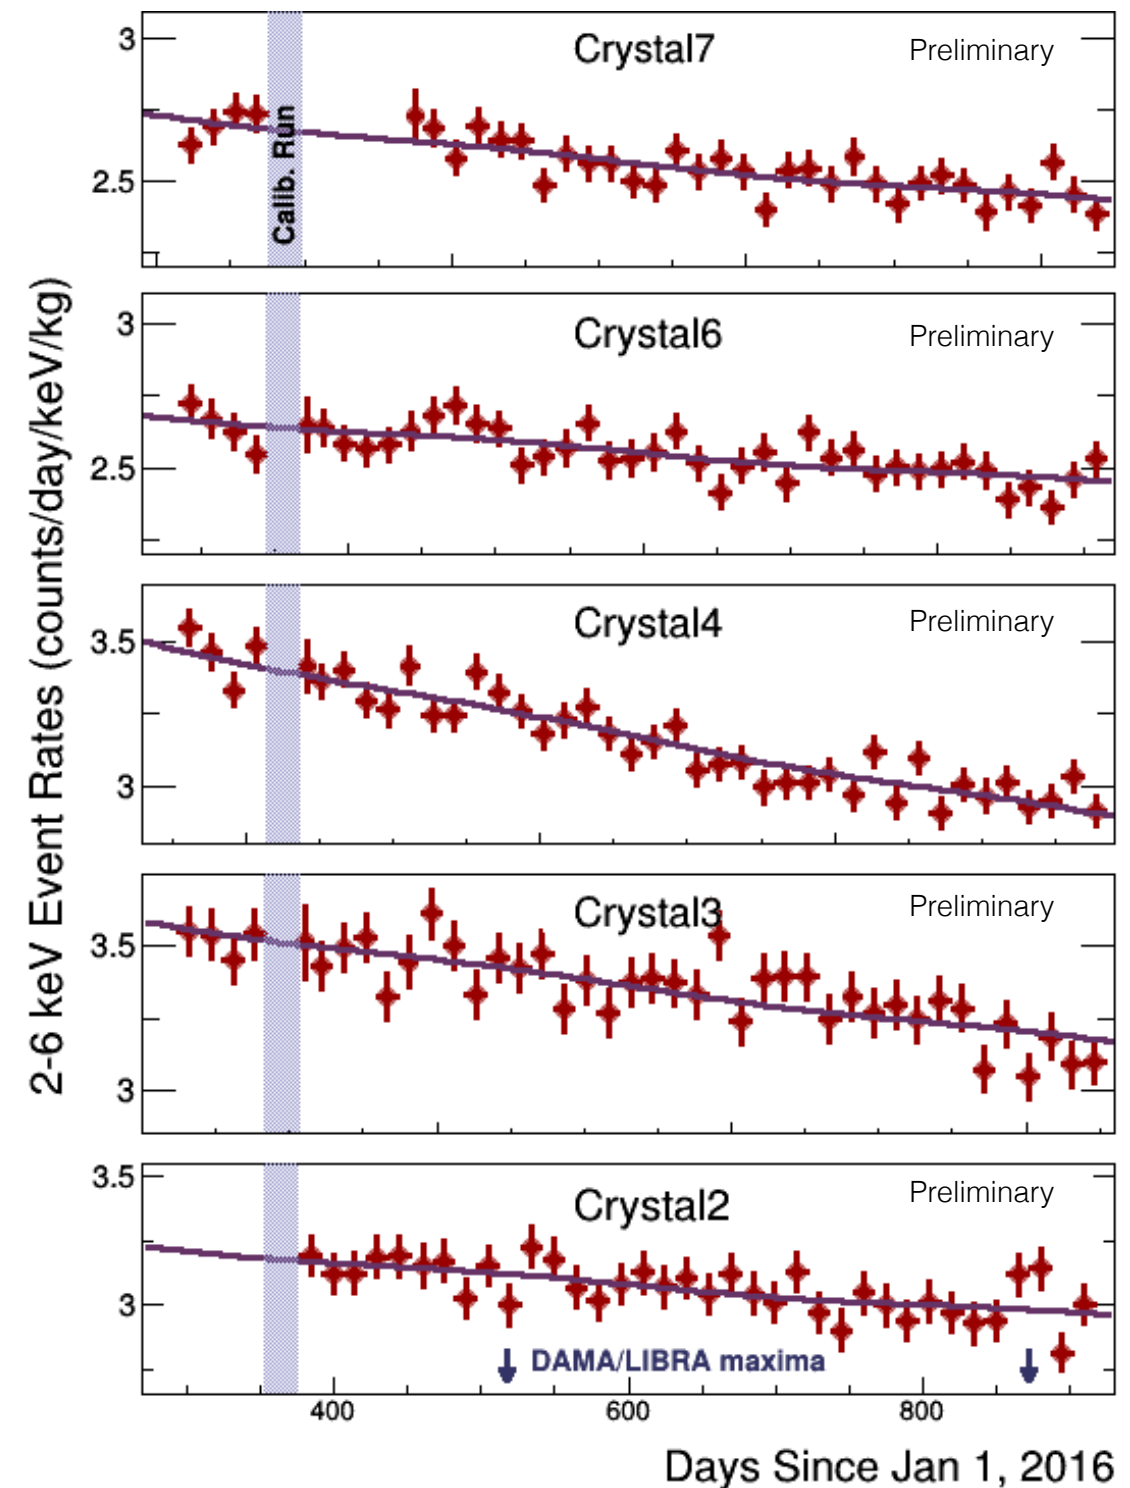 3
Crystal7
Preliminary
Calib. Run
2.5
3
Crystal6
Preliminary
2.5
3.5
Crystal4
Preliminary
3
3.5
Crystal3
Preliminary
3
3.5
Crystal2
Preliminary
3
DAMA/LIBRA maxima
400 600 800
Days Since Jan 1, 2016
2-6 keV Event Rates (counts/day/keV/kg)